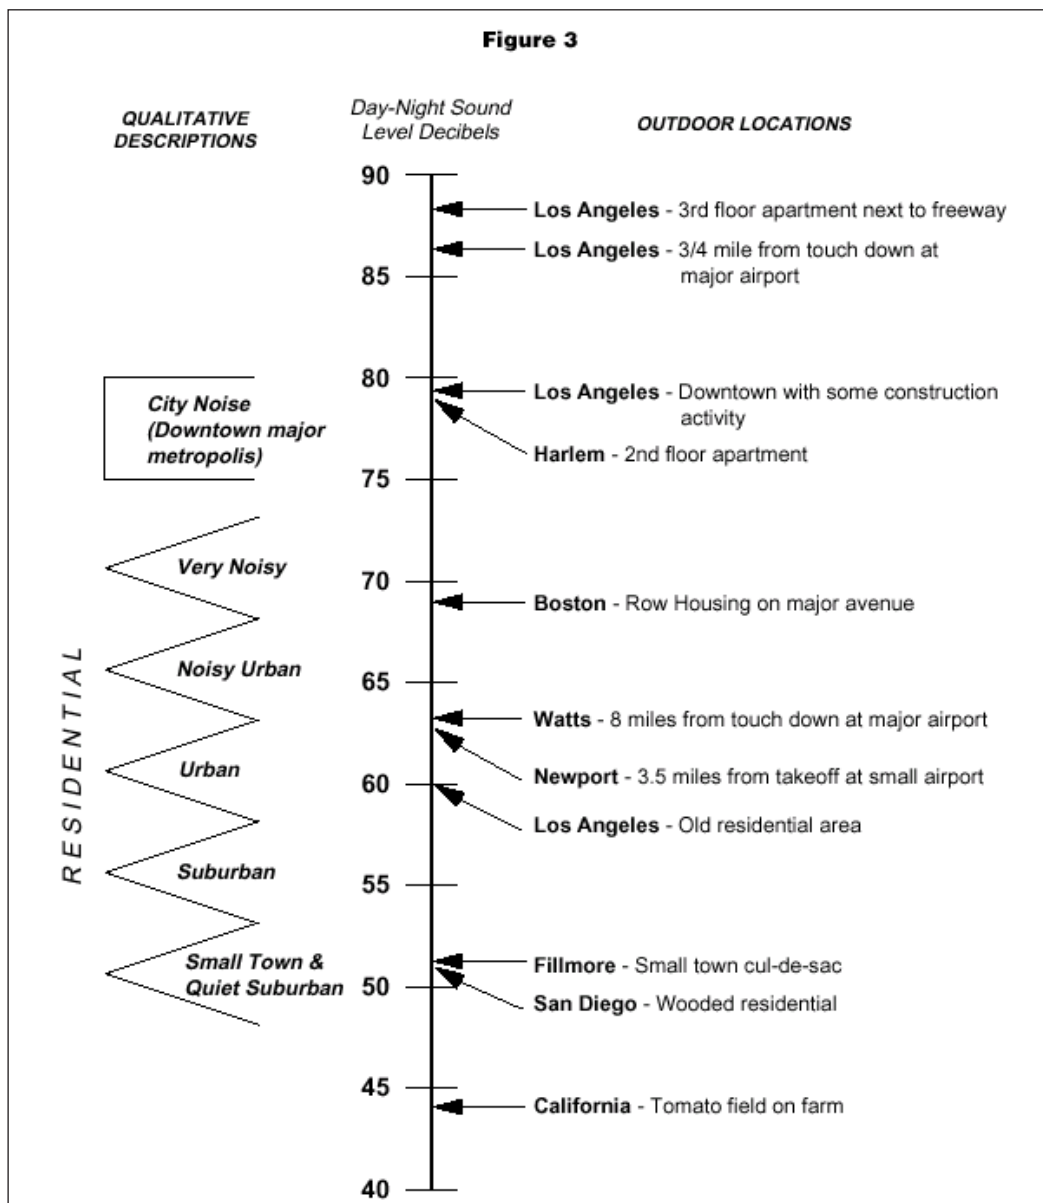 Figure 3
QUALITATIVE
DESCRIPTIONS
Day-Night Sound
Level Decibels
OUTDOOR LOCATIONS
90
Los Angeles - 3rd floor apartment next to freeway
Los Angeles - 3/4 mile from touch down at
major airport
85
80
City Noise
(Downtown major
metropolis)
Los Angeles - Downtown with some construction
activity
Harlem - 2nd floor apartment
75
RESIDENTIAL
Very Noisy
70
Boston - Row Housing on major avenue
Noisy Urban
65
Watts - 8 miles from touch down at major airport
Urban
Newport - 3.5 miles from takeoff at small airport
60
Los Angeles - Old residential area
Suburban
55
Small Town &
Quiet Suburban
Fillmore - Small town cul-de-sac
50
San Diego - Wooded residential
45
California - Tomato field on farm
40